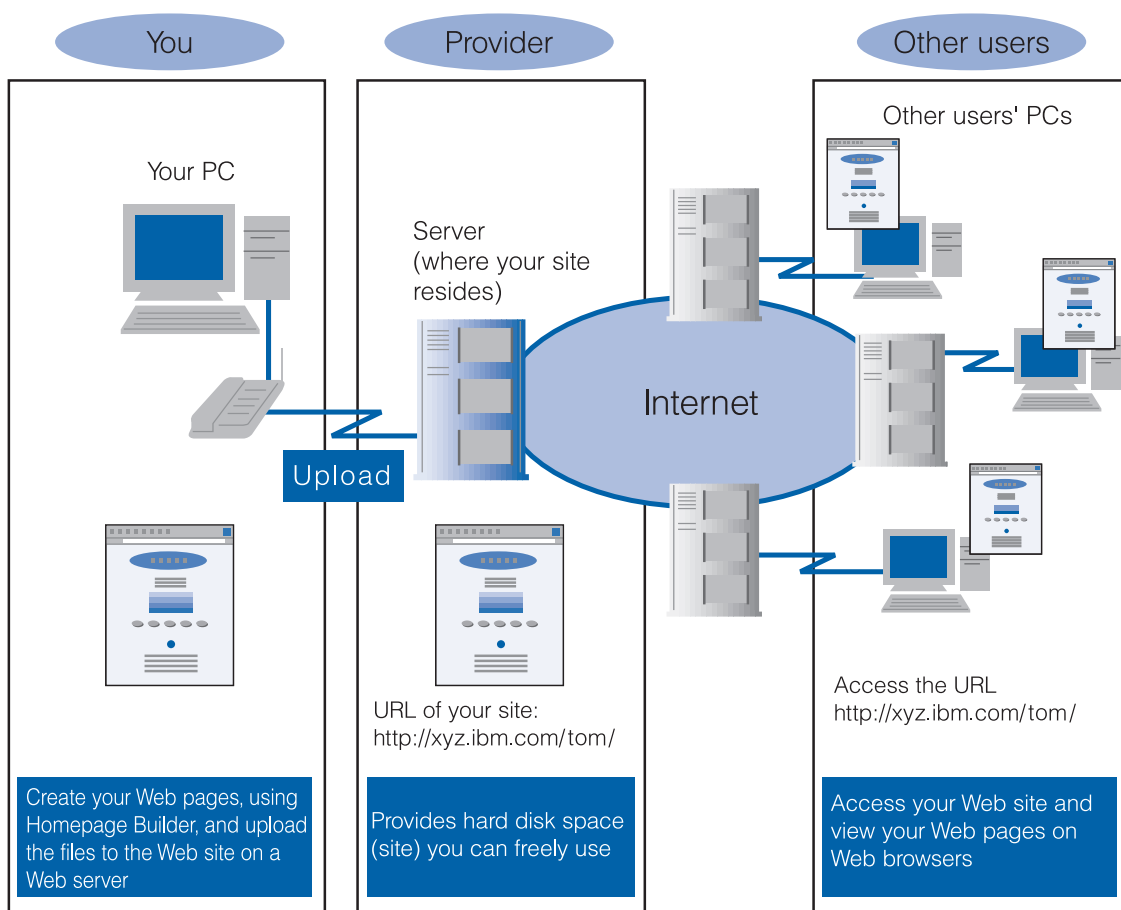 You
Provider
Other users
Your PC
Server
(where your site
resides)
Other users' PCs
Internet
Upload
URL of your site:
http://xyz.ibm.com/tom/
Access the URL
http://xyz.ibm.com/tom/
Create your Web pages, using
Homepage Builder, and upload
the files to the Web site on a
Web server
Provides hard disk space
(site) you can freely use
Access your Web site and
view your Web pages on
Web browsers